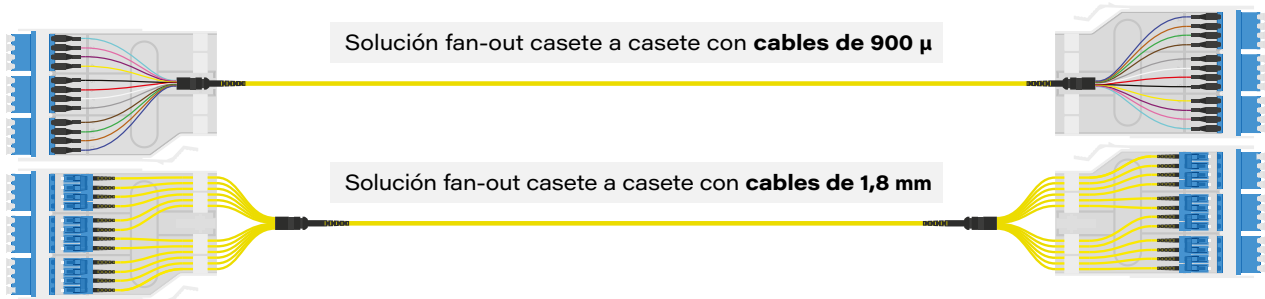 Solución fan-out casete a casete con cables de 900 µ
Solución fan-out casete a casete con cables de 1,8 mm